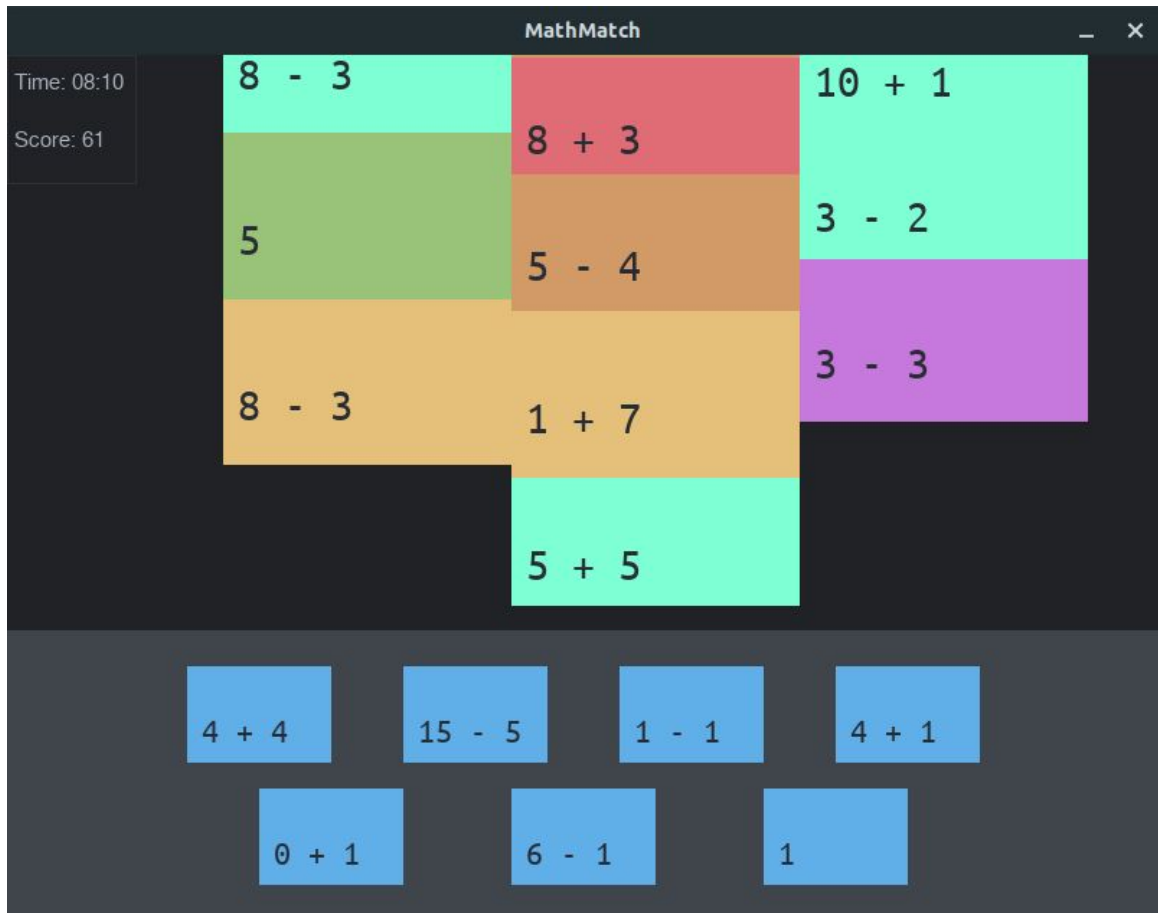 MathMatch
Time: 08:10
Score: 61
8 - 3
5
8 - 3
8 + 3
5 - 4
1 + 7
5 + 5
10 + 1
3 - 2
3 - 3
4 + 4
15 - 5
1 - 1
4 + 1
0 + 1
6 - 1
1